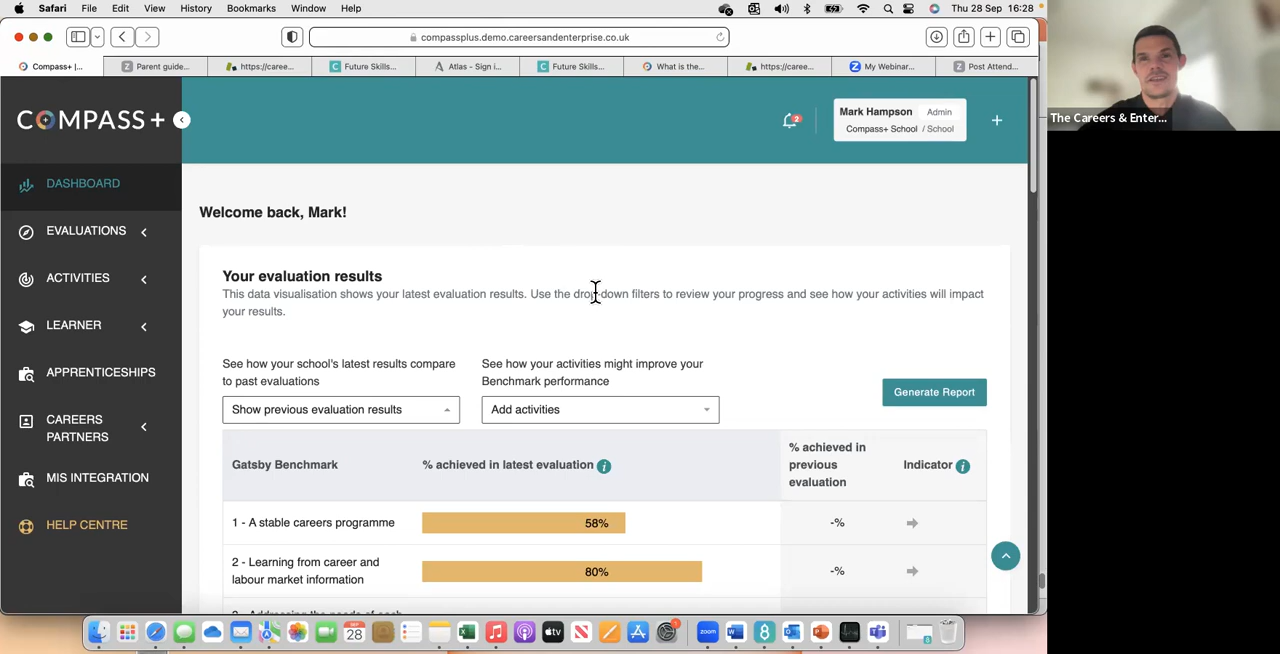 Safari File Edit View History Bookmarks Window Help Thu 28 Sep 16:28
compassplus.demo.careersandenterprise.co.uk
Compass+ |... Parent guide... https://caree... Future Skills... Atlas - Sign i... Future Skills... What is the... https://caree... My Webinar... Post Attend...
COMPASS +
2
Mark Hampson Admin
Compass+ School / School
The Careers & Enter...
DASHBOARD
EVALUATIONS
ACTIVITIES
LEARNER
APPRENTICESHIPS
CAREERS
PARTNERS
MIS INTEGRATION
HELP CENTRE
Welcome back, Mark!
Your evaluation results
This data visualisation shows your latest evaluation results. Use the drop-down filters to review your progress and see how your activities will impact
your results.
See how your school's latest results compare
to past evaluations
Show previous evaluation results
See how your activities might improve your
Benchmark performance
Add activities
Generate Report
Gatsby Benchmark
% achieved in latest evaluation
% achieved in
previous
evaluation
Indicator
1 - A stable careers programme 58% -%
2 - Learning from career and
labour market information 80% -%
SEP
28
tv
zoom